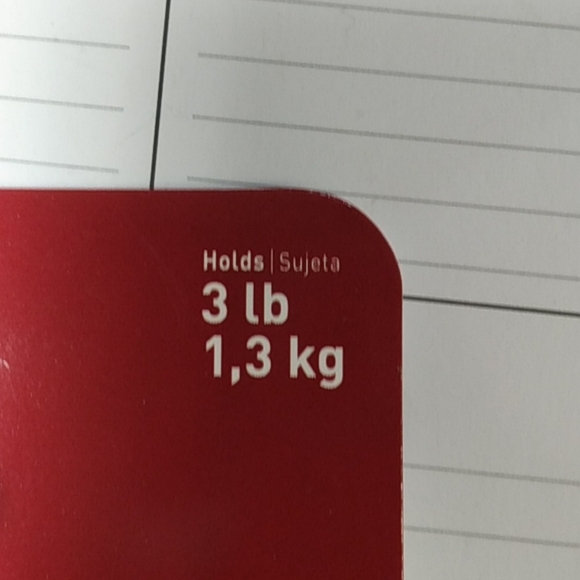 Holds | Sujeta
3 lb
1,3 kg